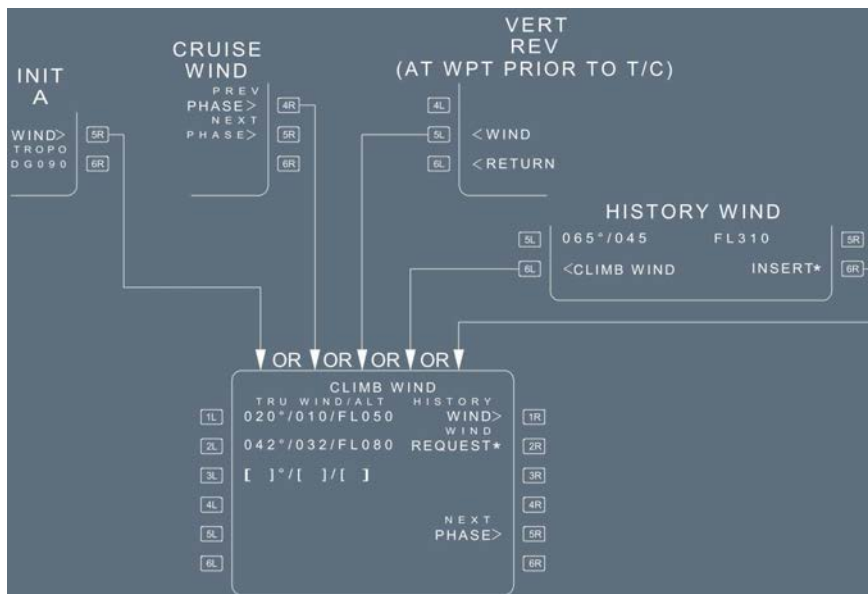 INIT
A
WIND>
TROPO
DG090
5R
6R
CRUISE
WIND
PREV
PHASE>
NEXT
PHASE>
4R
5R
6R
VERT
REV
(AT WPT PRIOR TO T/C)
4L
5L <WIND
6L <RETURN
HISTORY WIND
5L 065°/045 FL310 5R
6L <CLIMB WIND INSERT* 6R
OR OR OR OR
CLIMB WIND
TRU WIND/ALT HISTORY
1L 020°/010/FL050 WIND> 1R
WIND
2L 042°/032/FL080 REQUEST* 2R
3L [ ]°/[ ]/[ ] 3R
4L 4R
NEXT
5L PHASE> 5R
6L 6R